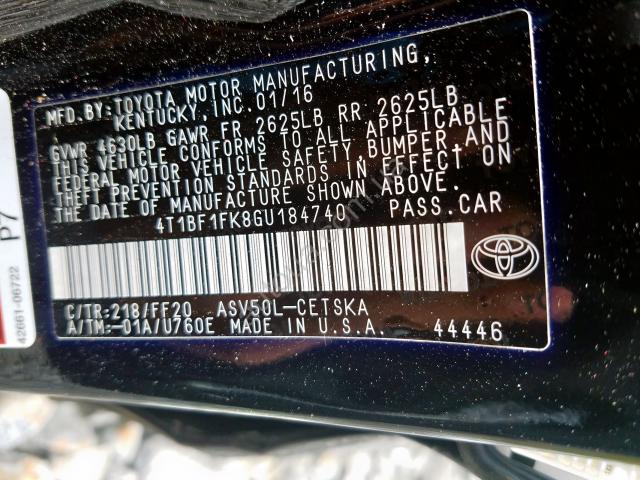 MFD.BY:TOYOTA MOTOR MANUFACTURING,
KENTUCKY,INC.01/16
GVWR 4630LB GAWR FR 2625LB RR 2625LB
THIS VEHICLE CONFORMS TO ALL APPLICABLE
FEDERAL MOTOR VEHICLE SAFETY,BUMPER,AND
THEFT PREVENTION STANDARDS IN EFFECT ON
THE DATE OF MANUFACTURE SHOWN ABOVE.
4T1BF1FK8GU184740 PASS.CAR
C/TR:218/FF20 ASV50L-CETSKA
A/TM:-01A/U760E MADE IN U.S.A. 44446
P7
42661-06722